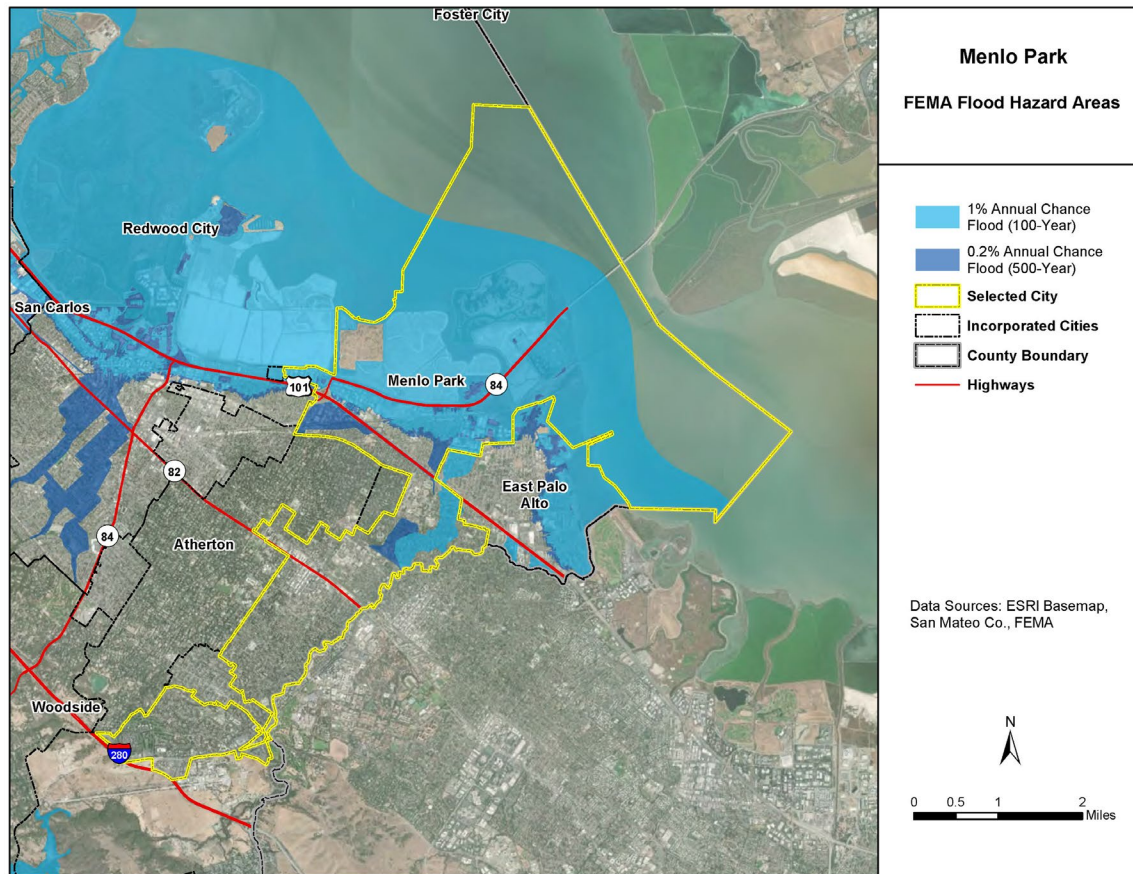 Foster City
Menlo Park
FEMA Flood Hazard Areas
1% Annual Chance
Flood (100-Year)
0.2% Annual Chance
Flood (500-Year)
Selected City
Incorporated Cities
County Boundary
Highways
Redwood City
San Carlos
101
Menlo Park
84
82
East Palo
Alto
84
Atherton
Woodside
280
Data Sources: ESRI Basemap,
San Mateo Co., FEMA
N
0 0.5 1 2
Miles